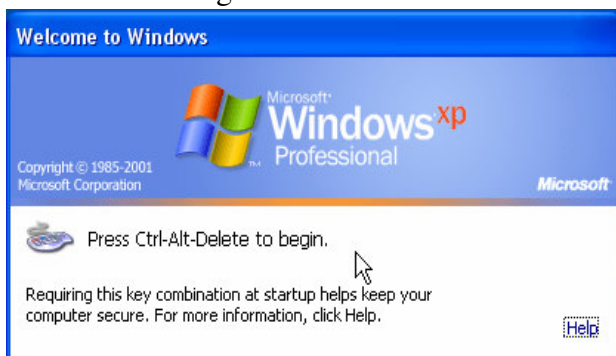 Welcome to Windows
Microsoft®
Windows xp
Professional
TM
Copyright © 1985-2001
Microsoft Corporation
Microsoft®
Press Ctrl-Alt-Delete to begin.
Requiring this key combination at startup helps keep your
computer secure. For more information, click Help.
Help